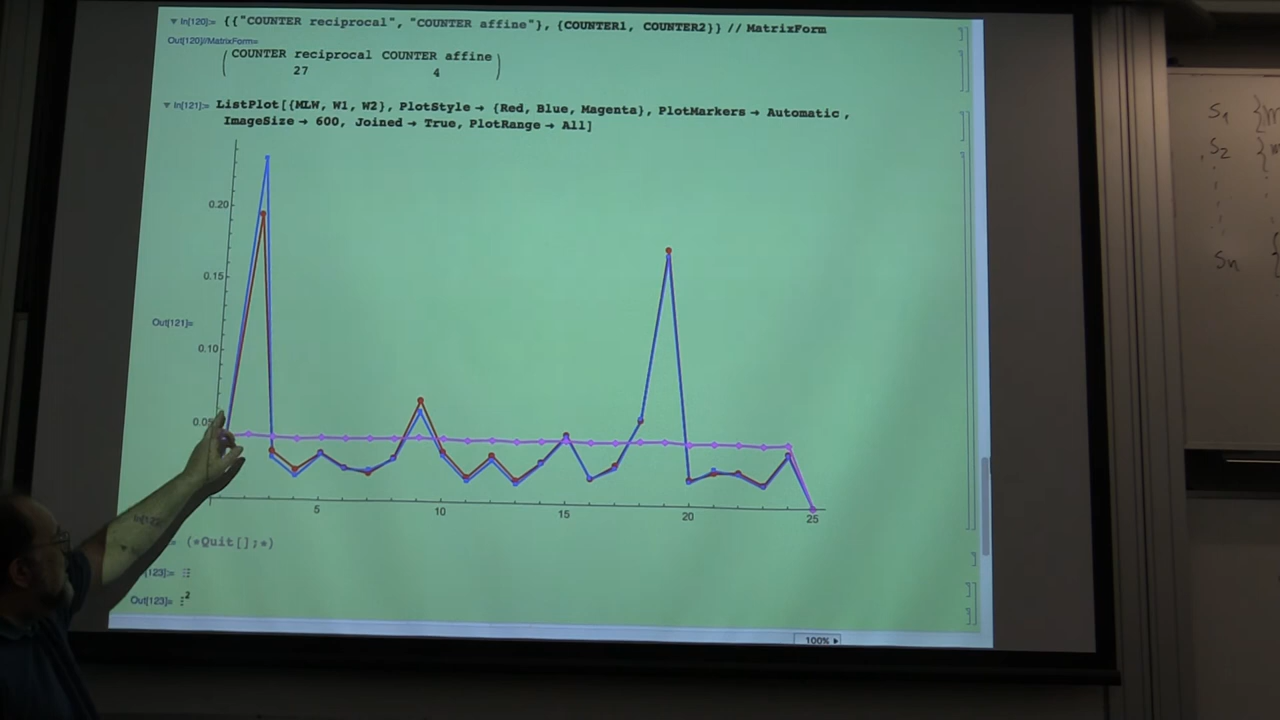 In[120]:= {{"COUNTER reciprocal", "COUNTER affine"}, {COUNTER1, COUNTER2}} // MatrixForm
Out[120]//MatrixForm=
COUNTER reciprocal COUNTER affine
27 4
In[121]:= ListPlot[{MLW, W1, W2}, PlotStyle → {Red, Blue, Magenta}, PlotMarkers → Automatic,
ImageSize → 600, Joined → True, PlotRange → All]
0.20
0.15
Out[121]=
0.10
5 10 15 20 25
(*Quit[];*)
Out[123]=
100%
S1
S2
Sn